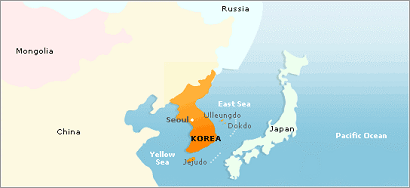 Russia
Mongolia
East Sea
Ulleungdo
Seoul
Dokdo
China
KOREA
Japan
Pacific Ocean
Yellow
Sea
Jejudo